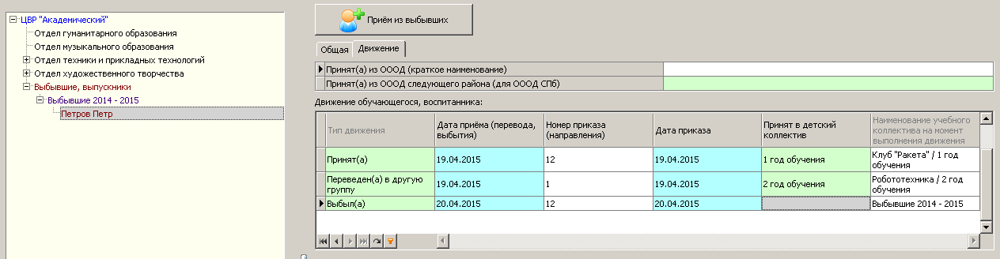 ЦВР "Академический"
Отдел гуманитарного образования
Отдел музыкального образования
Отдел техники и прикладных технологий
Отдел художественного творчества
Выбывшие, выпускники
Выбывшие 2014 - 2015
Петров Петр
Приём из выбывших
Общая Движение
Принят(а) из ОООД (краткое наименование)
Принят(а) из ОООД следующего района (для ОООД СПб)
Движение обучающегося, воспитанника:
Тип движения
Дата приёма (перевода,
выбытия)
Номер приказа
(направления)
Дата приказа
Принят в детский
коллектив
Наименование учебного
коллектива на момент
выполнения движения
Принят(а)
19.04.2015
12
19.04.2015
1 год обучения
Клуб "Ракета" / 1 год
обучения
Переведен(а) в другую
группу
19.04.2015
1
19.04.2015
2 год обучения
Робототехника / 2 год
обучения
Выбыл(а)
20.04.2015
12
20.04.2015
Выбывшие 2014 - 2015